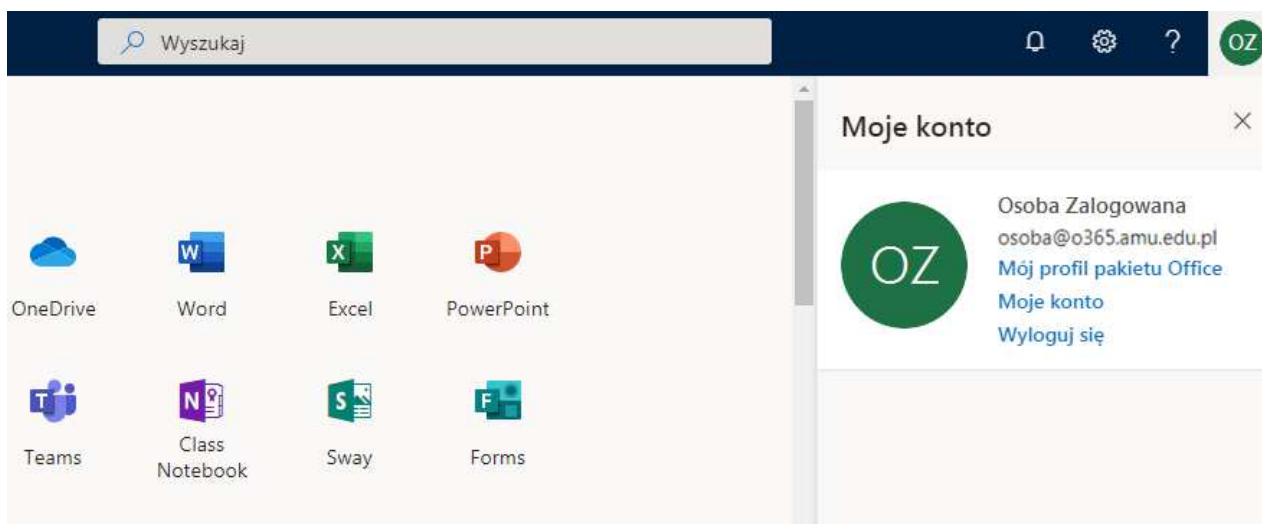 Wyszukaj
?
OZ
Moje konto
OZ
Osoba Zalogowana
osoba@o365.amu.edu.pl
Mój profil pakietu Office
Moje konto
Wyloguj się
W
X
P
OneDrive
Word
Excel
PowerPoint
T
N
S
F
Teams
Class
Notebook
Sway
Forms